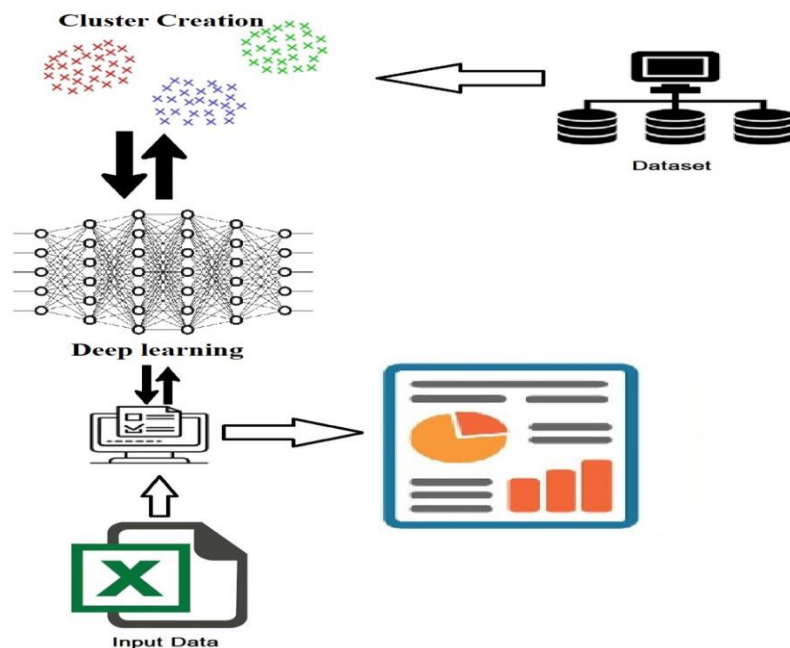 Cluster Creation
Dataset
Deep learning
X
Input Data